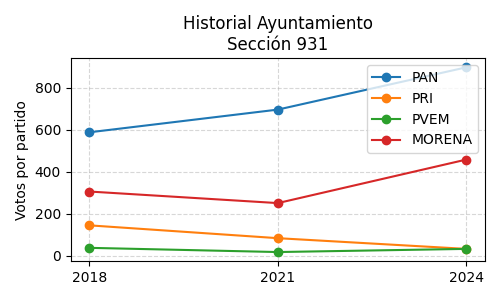 Historial Ayuntamiento
Sección 931
Votos por partido
800
600
400
200
0
2018
2021
2024
PAN
PRI
PVEM
MORENA